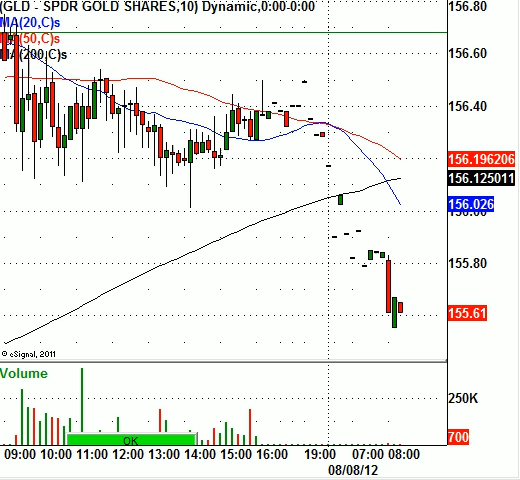 (GLD - SPDR GOLD SHARES,10) Dynamic,0:00-0:00
MA(20,C)s
(50,C)s
MA(200,C)s
156.80
156.60
156.40
156.196206
156.125011
156.026
156.00
155.80
155.61
© eSignal, 2011
Volume
250K
700
OK
09:00 10:00 11:00 12:00 13:00 14:00 15:00 16:00 19:00 07:00 08:00
08/08/12